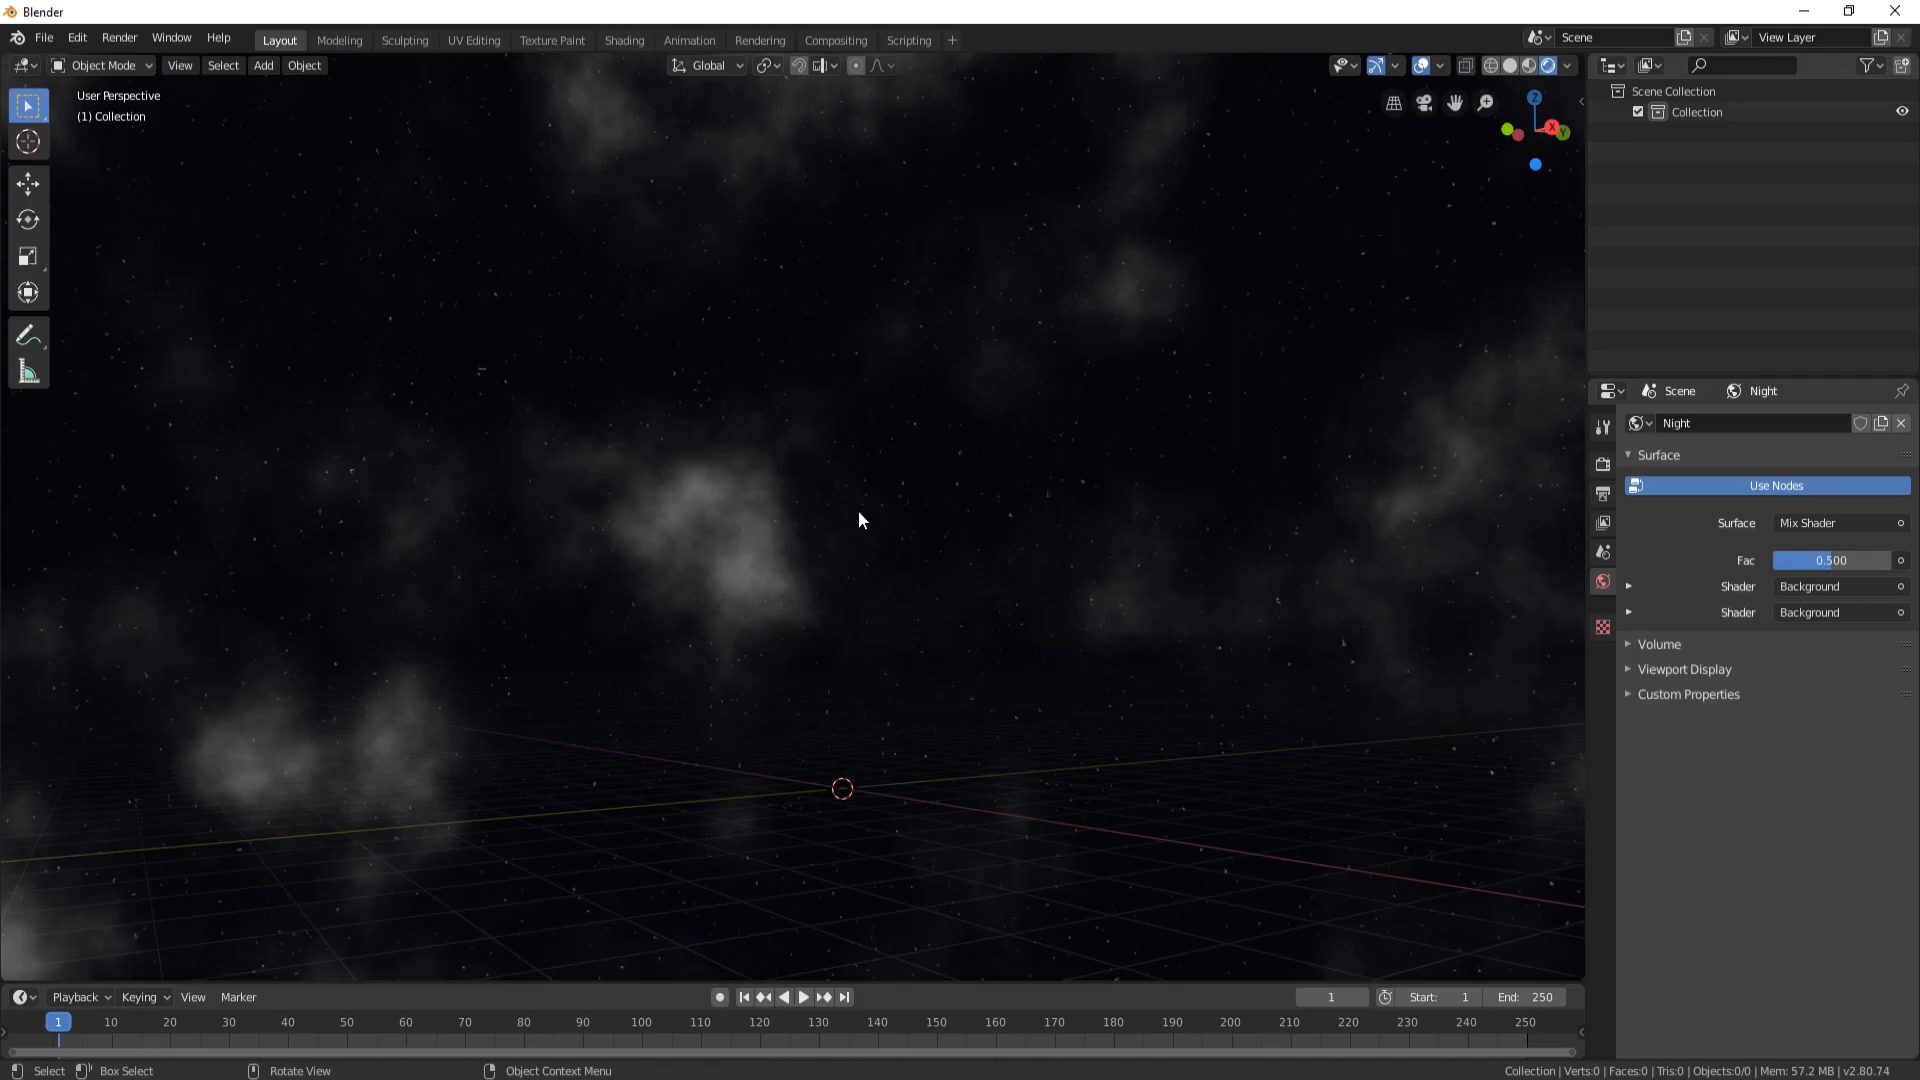 Blender
File Edit Render Window Help Layout Modeling Sculpting UV Editing Texture Paint Shading Animation Rendering Compositing Scripting + Scene View Layer
Object Mode View Select Add Object Global
User Perspective
(1) Collection
Z
X
Y
Scene Collection
Collection
Scene Night
Night
Surface
Use Nodes
Surface Mix Shader
Fac 0.500
Shader Background
Shader Background
Volume
Viewport Display
Custom Properties
Playback Keying View Marker 1 Start: 1 End: 250
1 10 20 30 40 50 60 70 80 90 100 110 120 130 140 150 160 170 180 190 200 210 220 230 240 250
Select Box Select Rotate View Object Context Menu Collection | Verts:0 | Faces:0 | Tris:0 | Objects:0/0 | Mem: 57.2 MB | v2.80.74